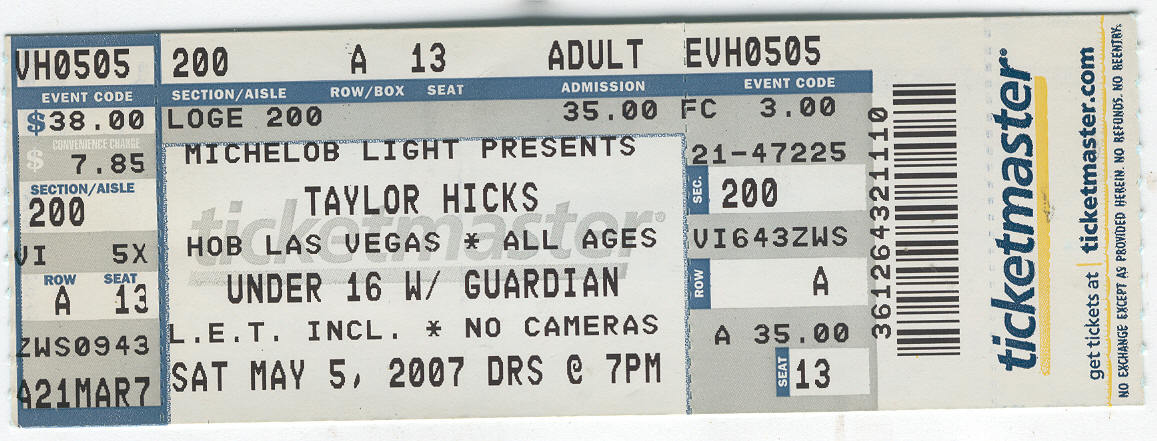 VH0505 200 A 13 ADULT EVH0505
EVENT CODE SECTION/AISLE ROW/BOX SEAT ADMISSION EVENT CODE
$ 38.00 LOGE 200 35.00 FC 3.00
CONVENIENCE CHARGE
$ 7.85
SECTION/AISLE
200
VI 5X
ROW SEAT
A 13
ZWS0943
A21MAR7
MICHELOB LIGHT PRESENTS
TAYLOR HICKS
ticketmaster®
HOB LAS VEGAS * ALL AGES
UNDER 16 W/ GUARDIAN
L.E.T. INCL. * NO CAMERAS
SAT MAY 5, 2007 DRS @ 7PM
21-47225
SEC. 200
VI643ZWS
ROW A
A 35.00
SEAT 13
361264321110
ticketmaster®
get tickets at ticketmaster.com
NO EXCHANGE EXCEPT AS PROVIDED HEREIN. NO REFUNDS. NO REENTRY.